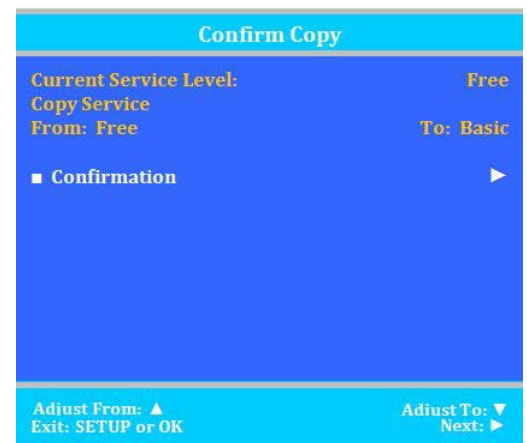 Confirm Copy
Current Service Level: Free
Copy Service
From: Free To: Basic
■ Confirmation ►
Adjust From: ▲ Adjust To: ▼
Exit: SETUP or OK Next: ►